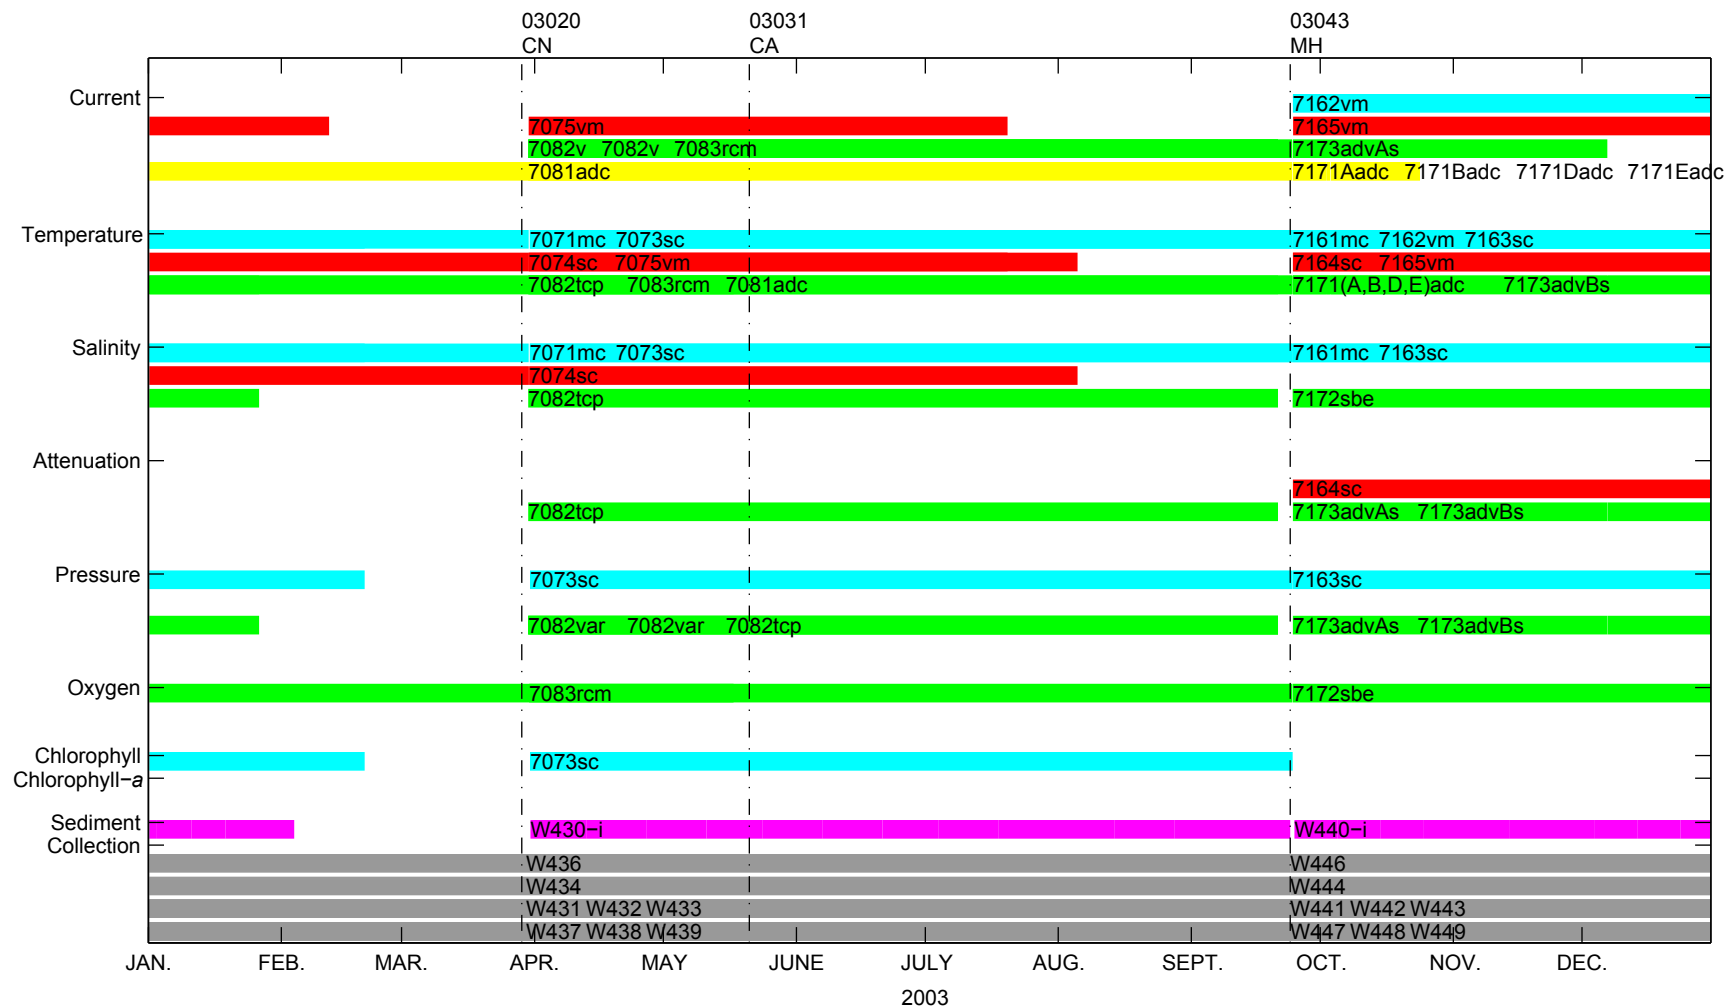 03020 03031 03043
CN CA MH
Current
7162vm
7075vm 7165vm
7082v 7082v 7083rcm 7173advAs
7081adc 7171Aadc 7171Badc 7171Dadc 7171Eadc
Temperature
7071mc 7073sc 7161mc 7162vm 7163sc
7074sc 7075vm 7164sc 7165vm
7082tcp 7083rcm 7081adc 7171(A,B,D,E)adc 7173advBs
Salinity
7071mc 7073sc 7161mc 7163sc
7074sc
7082tcp 7172sbe
Attenuation
7164sc
7082tcp 7173advAs 7173advBs
Pressure
7073sc 7163sc
7082var 7082var 7082tcp 7173advAs 7173advBs
Oxygen
7083rcm 7172sbe
Chlorophyll
7073sc
Chlorophyll−a
Sediment
W430−i W440−i
Collection
W436 W446
W434 W444
W431 W432 W433 W441 W442 W443
W437 W438 W439 W447 W448 W449
JAN. FEB. MAR. APR. MAY JUNE JULY AUG. SEPT. OCT. NOV. DEC.
2003